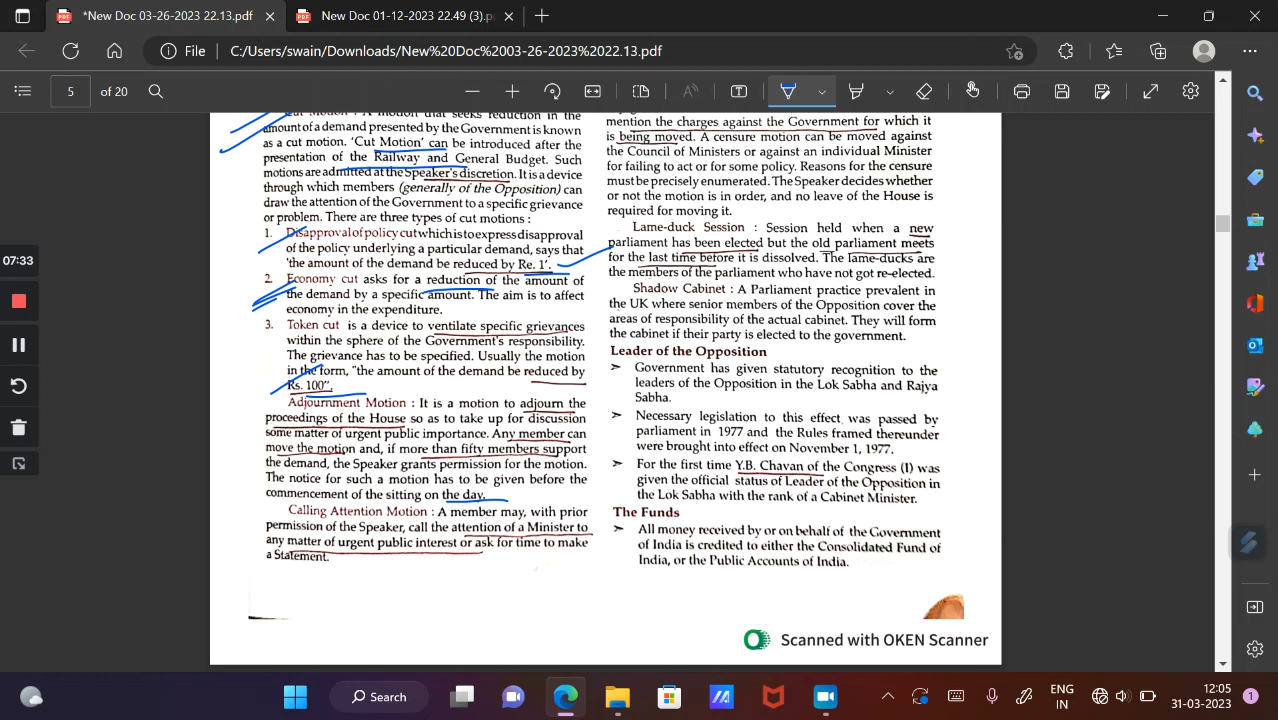 *New Doc 03-26-2023 22.13.pdf
New Doc 01-12-2023 22.49 (3).p
File
C:/Users/swain/Downloads/New%20Doc%2003-26-2023%2022.13.pdf
5
of 20
07:33
Cut Motion : A motion that seeks reduction in the
amount of a demand presented by the Government is known
as a cut motion. 'Cut Motion' can be introduced after the
presentation of the Railway and General Budget. Such
motions are admitted at the Speaker's discretion. It is a device
through which members (generally of the Opposition) can
draw the attention of the Government to a specific grievance
or problem. There are three types of cut motions :
1. Disapproval of policy cut which is to express disapproval
of the policy underlying a particular demand, says that
'the amount of the demand be reduced by Re. 1'.
2. Economy cut asks for a reduction of the amount of
the demand by a specific amount. The aim is to affect
economy in the expenditure.
3. Token cut is a device to ventilate specific grievances
within the sphere of the Government's responsibility.
The grievance has to be specified. Usually the motion
in the form, "the amount of the demand be reduced by
Rs. 100".
Adjournment Motion : It is a motion to adjourn the
proceedings of the House so as to take up for discussion
some matter of urgent public importance. Any member can
move the motion and, if more than fifty members support
the demand, the Speaker grants permission for the motion.
The notice for such a motion has to be given before the
commencement of the sitting on the day.
Calling Attention Motion : A member may, with prior
permission of the Speaker, call the attention of a Minister to
any matter of urgent public interest or ask for time to make
a Statement.
mention the charges against the Government for which it
is being moved. A censure motion can be moved against
the Council of Ministers or against an individual Minister
for failing to act or for some policy. Reasons for the censure
must be precisely enumerated. The Speaker decides whether
or not the motion is in order, and no leave of the House is
required for moving it.
Lame-duck Session : Session held when a new
parliament has been elected but the old parliament meets
for the last time before it is dissolved. The lame-ducks are
the members of the parliament who have not got re-elected.
Shadow Cabinet : A Parliament practice prevalent in
the UK where senior members of the Opposition cover the
areas of responsibility of the actual cabinet. They will form
the cabinet if their party is elected to the government.
Leader of the Opposition
➢ Government has given statutory recognition to the
leaders of the Opposition in the Lok Sabha and Rajya
Sabha.
➢ Necessary legislation to this effect was passed by
parliament in 1977 and the Rules framed thereunder
were brought into effect on November 1, 1977.
➢ For the first time Y.B. Chavan of the Congress (I) was
given the official status of Leader of the Opposition in
the Lok Sabha with the rank of a Cabinet Minister.
The Funds
➢ All money received by or on behalf of the Government
of India is credited to either the Consolidated Fund of
India, or the Public Accounts of India.
Scanned with OKEN Scanner
Search
ENG
IN
12:05
31-03-2023
1